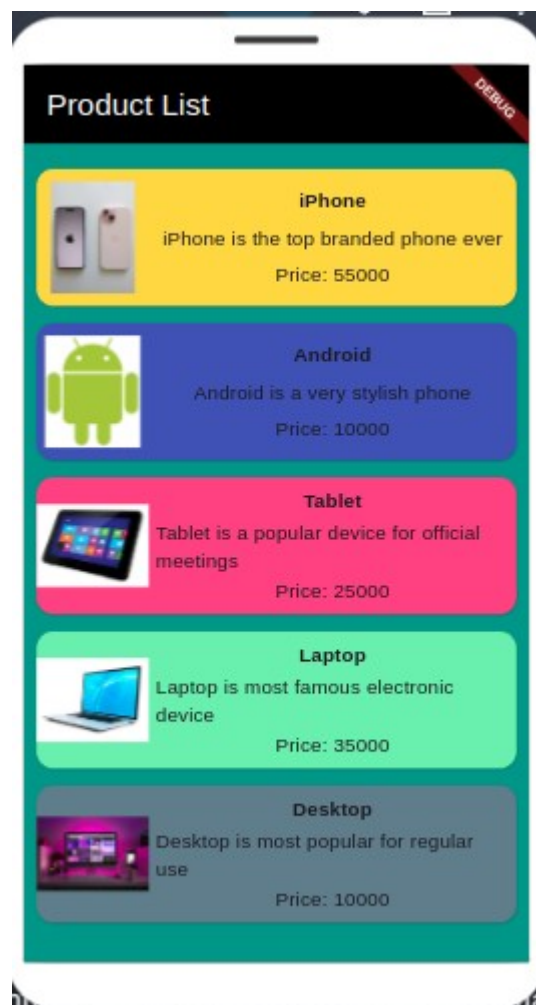 Product List
DEBUG
iPhone
iPhone is the top branded phone ever
Price: 55000
Android
Android is a very stylish phone
Price: 10000
Tablet
Tablet is a popular device for official
meetings
Price: 25000
Laptop
Laptop is most famous electronic
device
Price: 35000
Desktop
Desktop is most popular for regular
use
Price: 10000